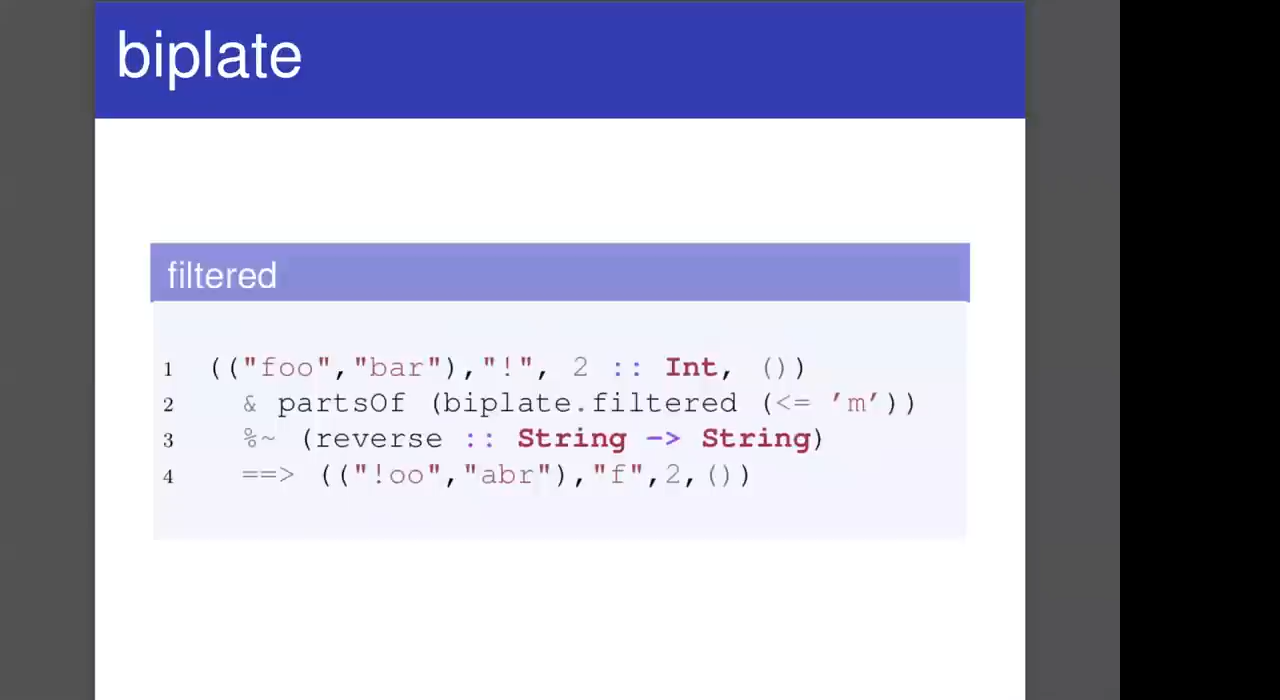 biplate
filtered
1 (("foo","bar"),"!", 2 :: Int, ())
2 & partsOf (biplate.filtered (<= 'm'))
3 %~ (reverse :: String -> String)
4 ==> (("!oo","abr"),"f",2,())